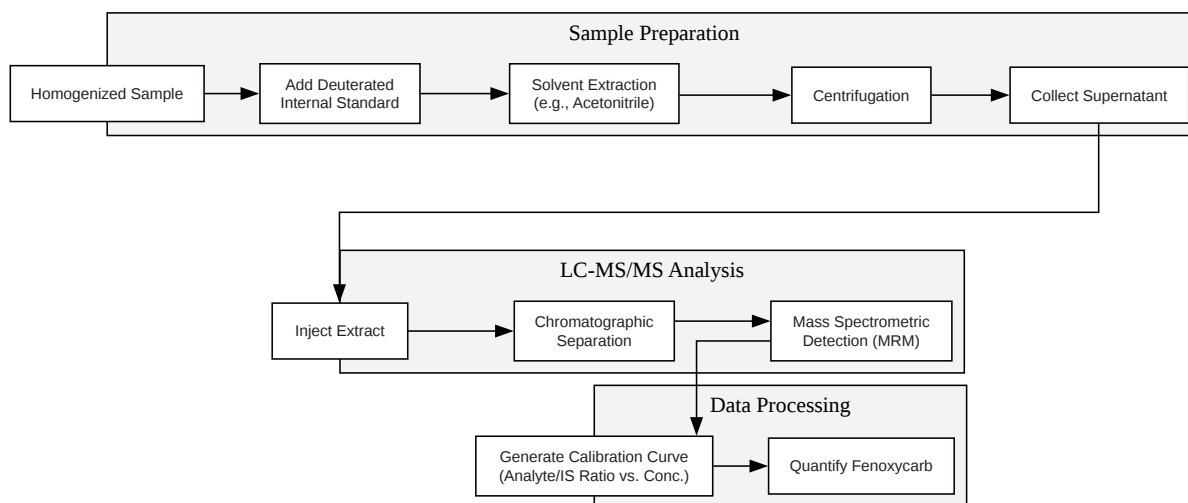 Sample Preparation
Homogenized Sample
Add Deuterated
Internal Standard
Solvent Extraction
(e.g., Acetonitrile)
Centrifugation
Collect Supernatant
LC-MS/MS Analysis
Inject Extract
Chromatographic
Separation
Mass Spectrometric
Detection (MRM)
Data Processing
Generate Calibration Curve
(Analyte/IS Ratio vs. Conc.)
Quantify Fenoxycarb